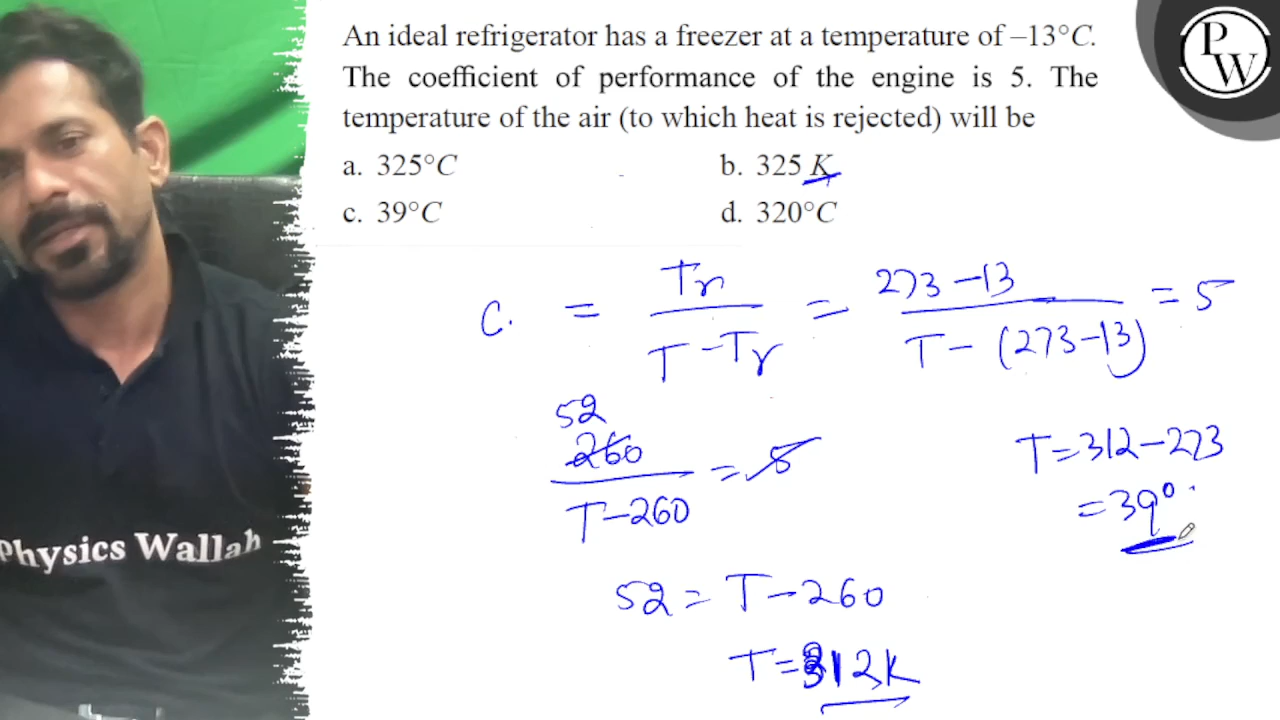 An ideal refrigerator has a freezer at a temperature of –13°C.
The coefficient of performance of the engine is 5. The
temperature of the air (to which heat is rejected) will be
a. 325°C
b. 325 K
c. 39°C
d. 320°C
PW
C. = Tr / T - Tr = 273 - 13 / T - (273 - 13) = 5
52
260 / T - 260 = 5
T = 312 - 273
= 39°
52 = T - 260
T = 312K
Physics Wallah